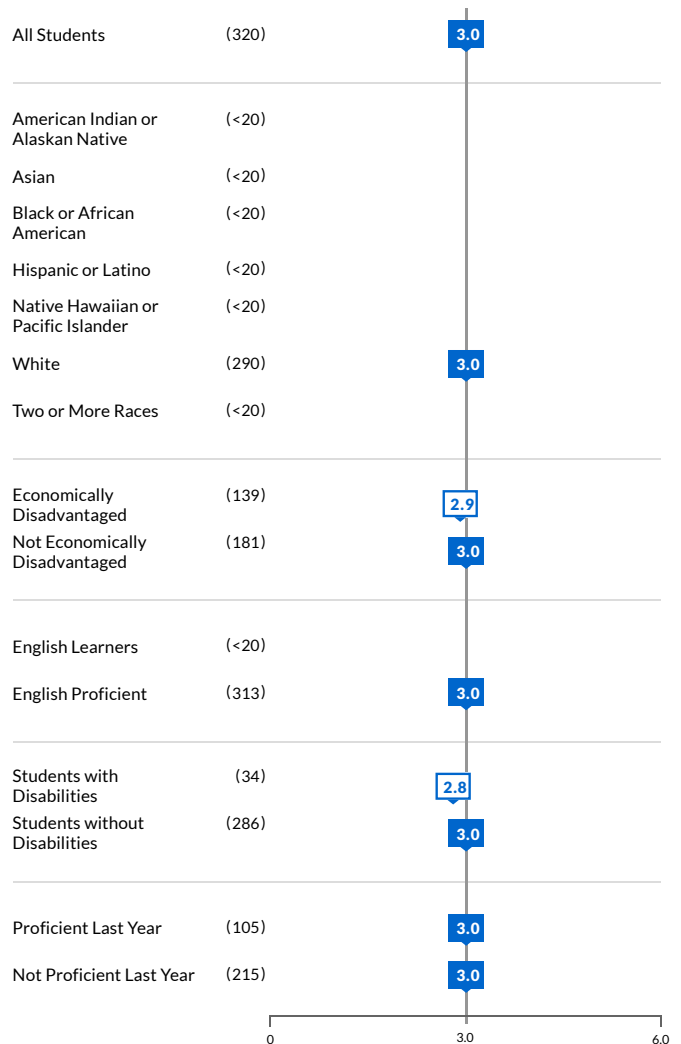 All Students (320) 3.0
American Indian or (<20)
Alaskan Native
Asian (<20)
Black or African (<20)
American
Hispanic or Latino (<20)
Native Hawaiian or (<20)
Pacific Islander
White (290) 3.0
Two or More Races (<20)
Economically (139) 2.9
Disadvantaged
Not Economically (181) 3.0
Disadvantaged
English Learners (<20)
English Proficient (313) 3.0
Students with (34) 2.8
Disabilities
Students without (286) 3.0
Disabilities
Proficient Last Year (105) 3.0
Not Proficient Last Year (215) 3.0
0 3.0 6.0